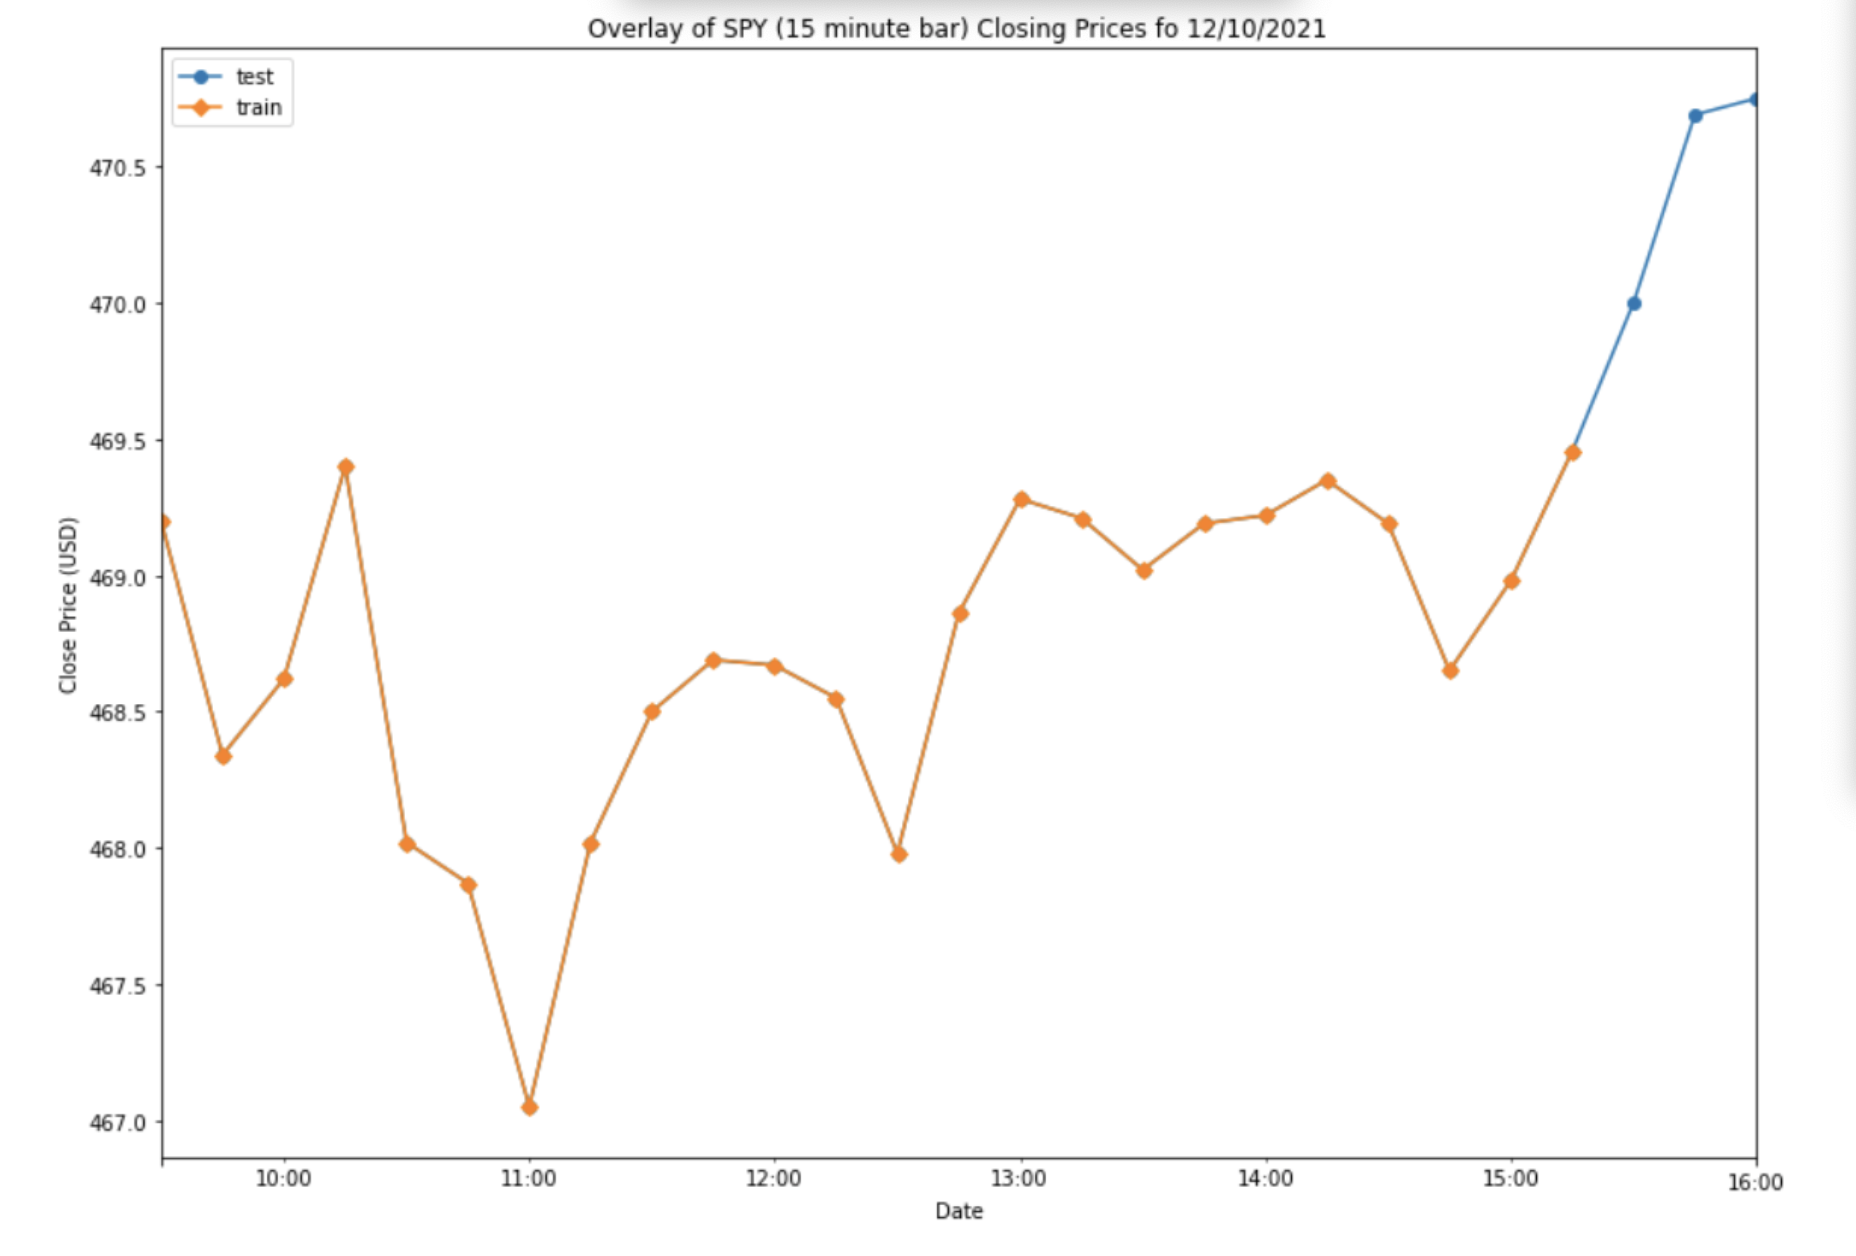 Overlay of SPY (15 minute bar) Closing Prices fo 12/10/2021
test
train
470.5
470.0
469.5
469.0
468.5
468.0
467.5
467.0
Close Price (USD)
10:00 11:00 12:00 13:00 14:00 15:00 16:00
Date